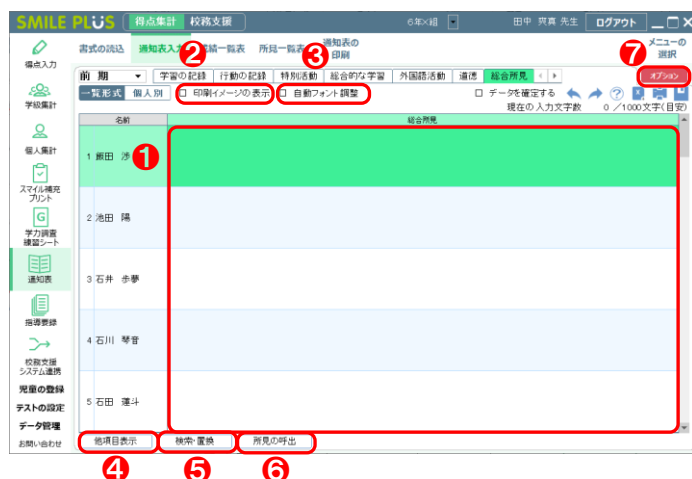 SMILE PLUS 得点集計 校務支援 6年×組 田中 爽真 先生 ログアウト
得点入力 書式の読込 通知表入力 成績一覧表 所見一覧表 通知表の印刷 メニューの選択
❷ ❸ ❼
前 期 学習の記録 行動の記録 特別活動 総合的な学習 外国語活動 道徳 総合所見 オプション
学級集計 一覧形式 個人別 印刷イメージの表示 自動フォント調整 データを確定する
現在の入力文字数 0 /1000文字(目安)
名前 総合所見
個人集計 1 飯田 渉 ❶
スマイル補充プリント
2 池田 陽
学力調査練習シート
通知表 3 石井 歩夢
指導要録
4 石川 琴音
校務支援システム連携
児童の登録
5 石田 蓮斗
テストの設定
データ管理
お問い合わせ 他項目表示 検索・置換 所見の呼出
❹ ❺ ❻